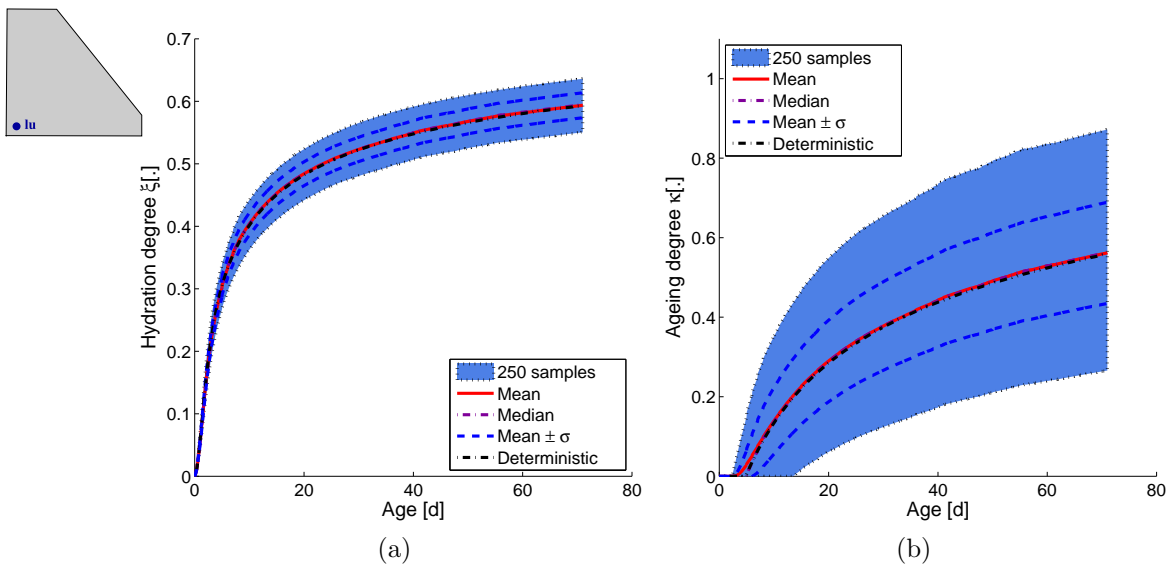 lu
0.7
0.6
0.5
0.4
0.3
0.2
0.1
0
0
20
40
60
80
Hydration degree ξ[.]
Age [d]
250 samples
Mean
Median
Mean ± σ
Deterministic
(a)
1
0.8
0.6
0.4
0.2
0
0
20
40
60
80
Ageing degree κ[.]
Age [d]
250 samples
Mean
Median
Mean ± σ
Deterministic
(b)